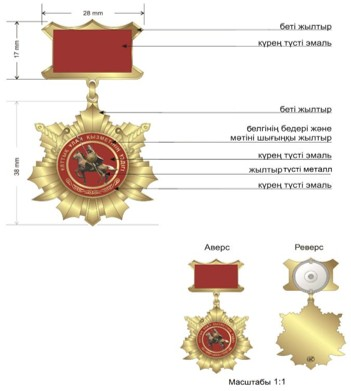 28 mm
беті жылтыр
17 mm
күрең түсті эмаль
беті жылтыр
белгінің бедері және
мәтіні шығыңқы жылтыр
күрең түсті эмаль
жылтыр түсті металл
күрең түсті эмаль
38 mm
Аверс
Реверс
Масштабы 1:1